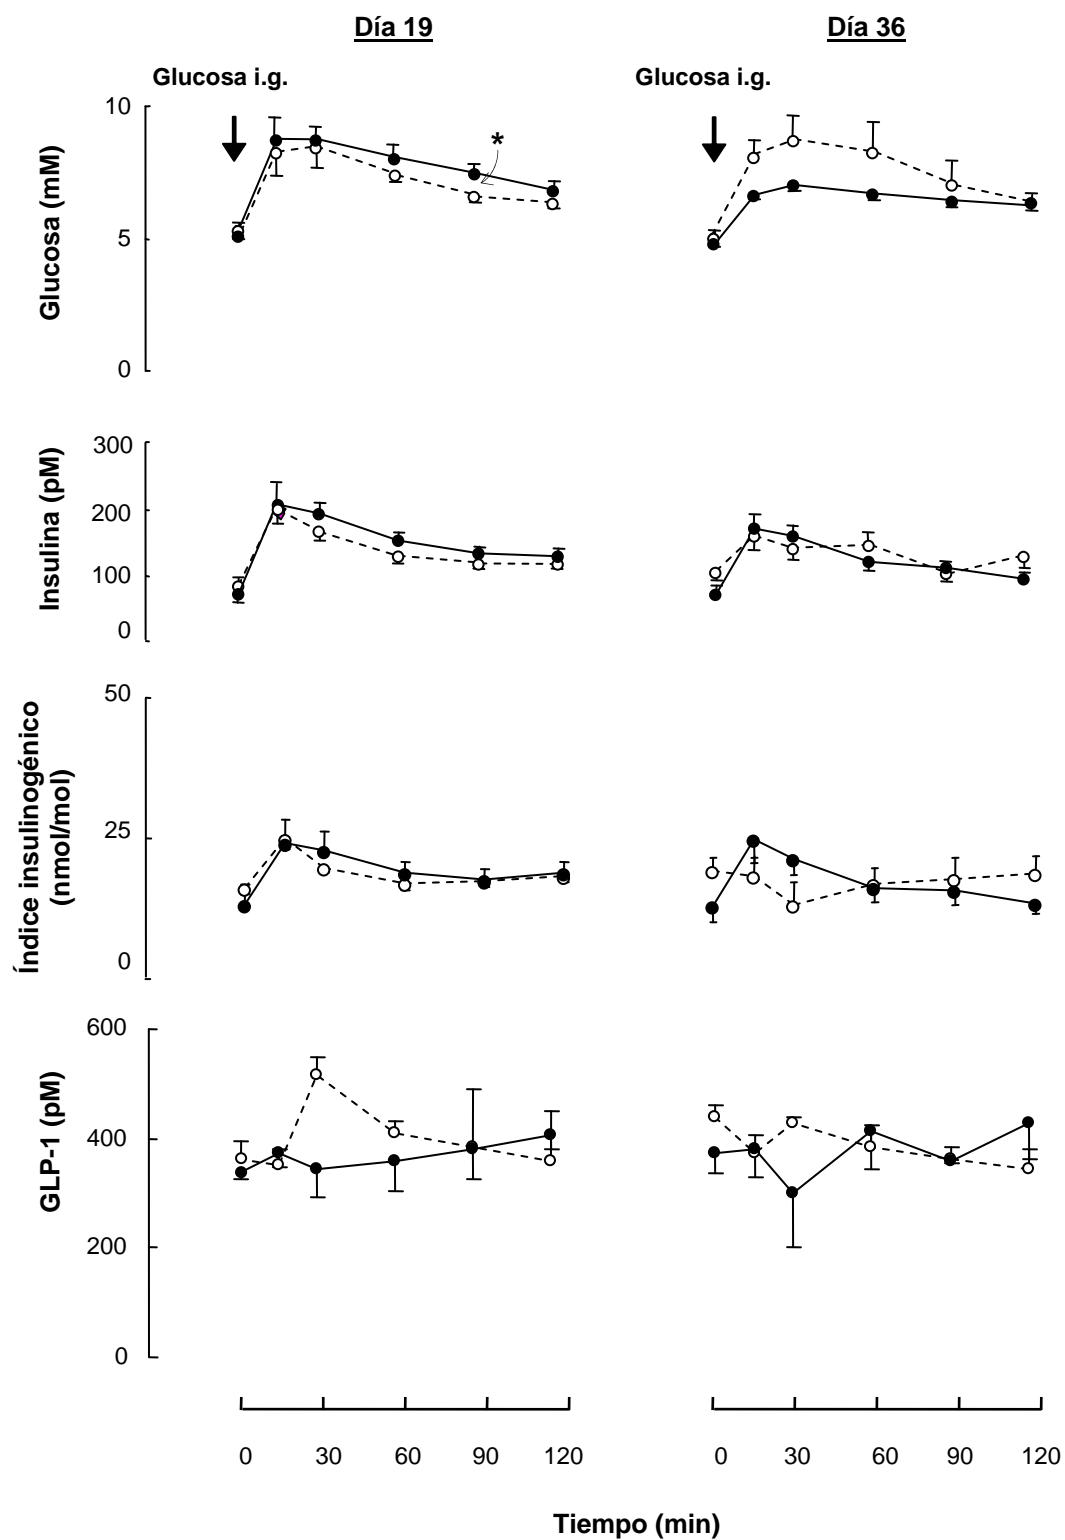 Día 19
Día 36
Glucosa i.g.
Glucosa i.g.
Glucosa (mM)
10
5
0
*
Insulina (pM)
300
200
100
0
Índice insulinogénico
(nmol/mol)
50
25
0
GLP-1 (pM)
600
400
200
0
0 30 60 90 120
0 30 60 90 120
Tiempo (min)